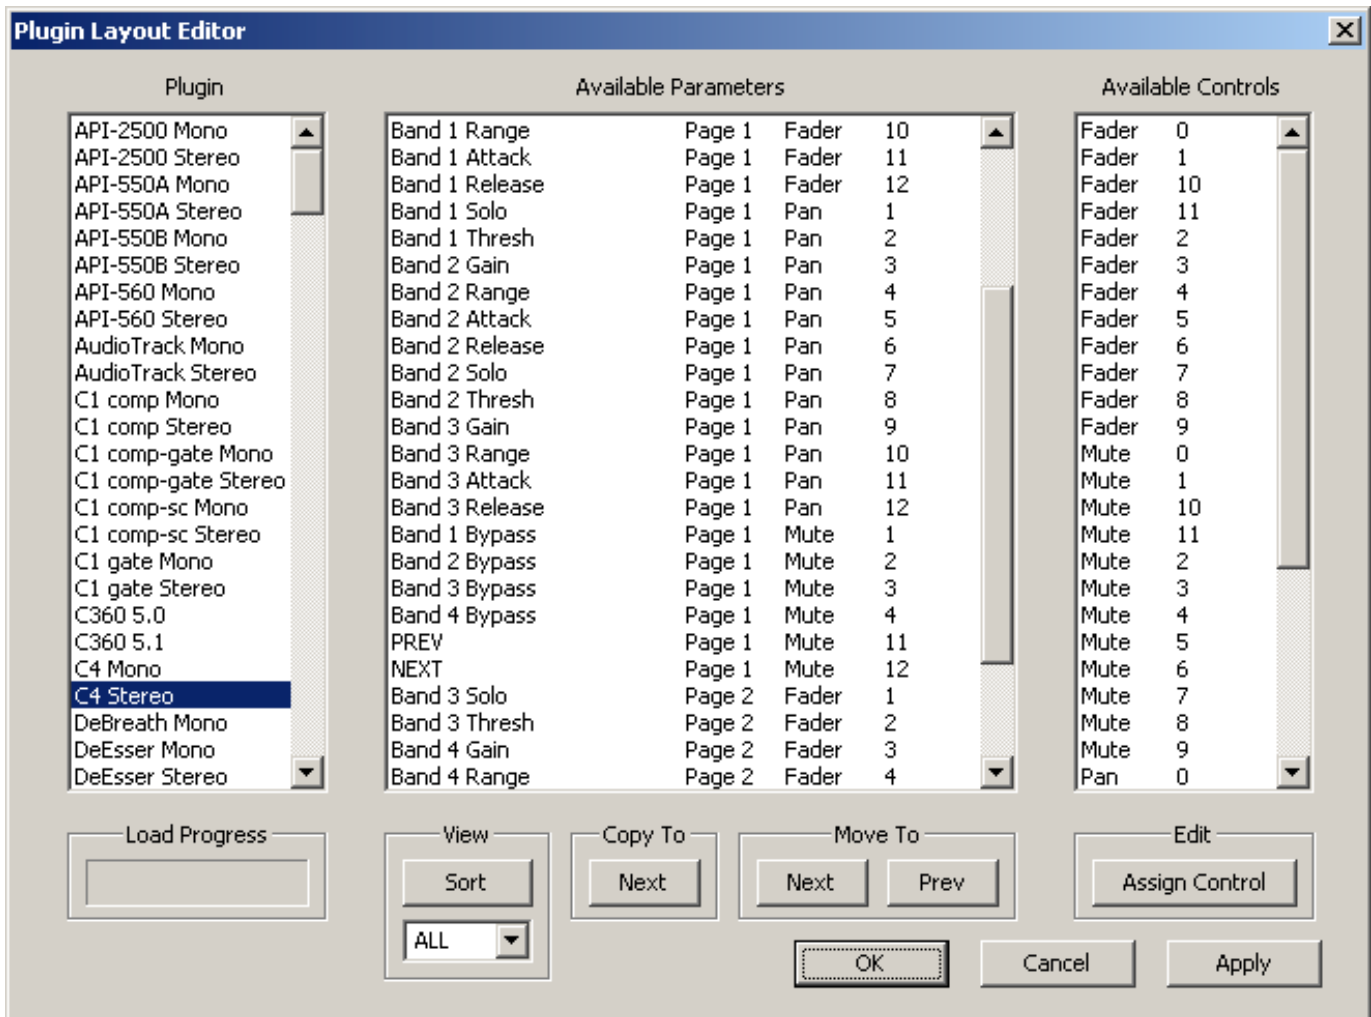 Plugin Layout Editor
Plugin Available Parameters Available Controls
API-2500 Mono Band 1 Range Page 1 Fader 10 Fader 0
API-2500 Stereo Band 1 Attack Page 1 Fader 11 Fader 1
API-550A Mono Band 1 Release Page 1 Fader 12 Fader 10
API-550A Stereo Band 1 Solo Page 1 Pan 1 Fader 11
API-550B Mono Band 1 Thresh Page 1 Pan 2 Fader 2
API-550B Stereo Band 2 Gain Page 1 Pan 3 Fader 3
API-560 Mono Band 2 Range Page 1 Pan 4 Fader 4
API-560 Stereo Band 2 Attack Page 1 Pan 5 Fader 5
AudioTrack Mono Band 2 Release Page 1 Pan 6 Fader 6
AudioTrack Stereo Band 2 Solo Page 1 Pan 7 Fader 7
C1 comp Mono Band 2 Thresh Page 1 Pan 8 Fader 8
C1 comp Stereo Band 3 Gain Page 1 Pan 9 Fader 9
C1 comp-gate Mono Band 3 Range Page 1 Pan 10 Mute 0
C1 comp-gate Stereo Band 3 Attack Page 1 Pan 11 Mute 1
C1 comp-sc Mono Band 3 Release Page 1 Pan 12 Mute 10
C1 comp-sc Stereo Band 1 Bypass Page 1 Mute 1 Mute 11
C1 gate Mono Band 2 Bypass Page 1 Mute 2 Mute 2
C1 gate Stereo Band 3 Bypass Page 1 Mute 3 Mute 3
C360 5.0 Band 4 Bypass Page 1 Mute 4 Mute 4
C360 5.1 PREV Page 1 Mute 11 Mute 5
C4 Mono NEXT Page 1 Mute 12 Mute 6
C4 Stereo Band 3 Solo Page 2 Fader 1 Mute 7
DeBreath Mono Band 3 Thresh Page 2 Fader 2 Mute 8
DeEsser Mono Band 4 Gain Page 2 Fader 3 Mute 9
DeEsser Stereo Band 4 Range Page 2 Fader 4 Pan 0
Load Progress View Copy To Move To Edit
Sort Next Next Prev Assign Control
ALL
OK Cancel Apply